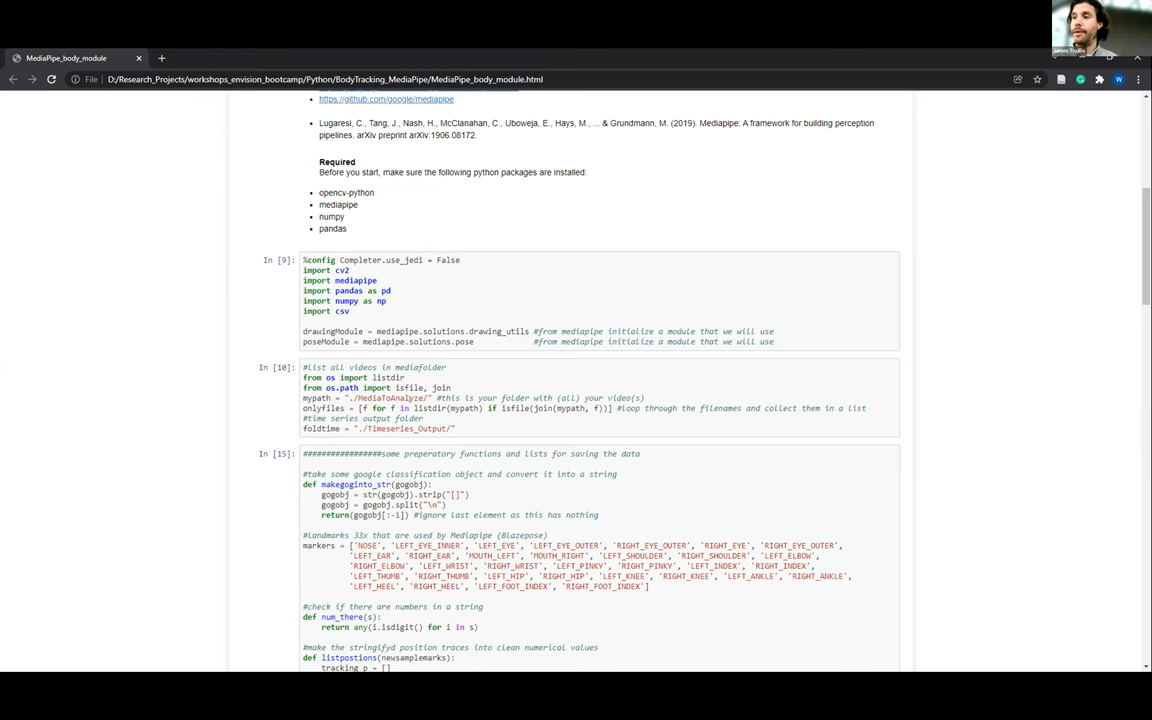 James Trujillo
MediaPipe_body_module
File D:/Research_Projects/workshops_envision_bootcamp/Python/BodyTracking_MediaPipe/MediaPipe_body_module.html
W
https://github.com/google/mediapipe
Lugaresi, C., Tang, J., Nash, H., McClanahan, C., Uboweja, E., Hays, M., ... & Grundmann, M. (2019). Mediapipe: A framework for building perception
pipelines. arXiv preprint arXiv:1906.08172.
Required
Before you start, make sure the following python packages are installed:
opencv-python
mediapipe
numpy
pandas
In [9]: %config Completer.use_jedi = False
import cv2
import mediapipe
import pandas as pd
import numpy as np
import csv
drawingModule = mediapipe.solutions.drawing_utils #from mediapipe initialize a module that we will use
poseModule = mediapipe.solutions.pose #from mediapipe initialize a module that we will use
In [10]: #list all videos in mediafolder
from os import listdir
from os.path import isfile, join
mypath = "./MediaToAnalyze/" #this is your folder with (all) your video(s)
onlyfiles = [f for f in listdir(mypath) if isfile(join(mypath, f))] #loop through the filenames and collect them in a list
#time series output folder
foldtime = "./Timeseries_Output/"
In [15]: #################some preperatory functions and lists for saving the data
#take some google classification object and convert it into a string
def makegoginto_str(gogobj):
gogobj = str(gogobj).strip("[]")
gogobj = gogobj.split("\n")
return(gogobj[:-1]) #ignore last element as this has nothing
#Landmarks 33x that are used by Mediapipe (Blazepose)
markers = ['NOSE', 'LEFT_EYE_INNER', 'LEFT_EYE', 'LEFT_EYE_OUTER', 'RIGHT_EYE_OUTER', 'RIGHT_EYE', 'RIGHT_EYE_OUTER',
'LEFT_EAR', 'RIGHT_EAR', 'MOUTH_LEFT', 'MOUTH_RIGHT', 'LEFT_SHOULDER', 'RIGHT_SHOULDER', 'LEFT_ELBOW',
'RIGHT_ELBOW', 'LEFT_WRIST', 'RIGHT_WRIST', 'LEFT_PINKY', 'RIGHT_PINKY', 'LEFT_INDEX', 'RIGHT_INDEX',
'LEFT_THUMB', 'RIGHT_THUMB', 'LEFT_HIP', 'RIGHT_HIP', 'LEFT_KNEE', 'RIGHT_KNEE', 'LEFT_ANKLE', 'RIGHT_ANKLE',
'LEFT_HEEL', 'RIGHT_HEEL', 'LEFT_FOOT_INDEX', 'RIGHT_FOOT_INDEX']
#check if there are numbers in a string
def num_there(s):
return any(i.isdigit() for i in s)
#make the stringifyd position traces into clean numerical values
def listpostions(newsamplemarks):
tracking_p = []